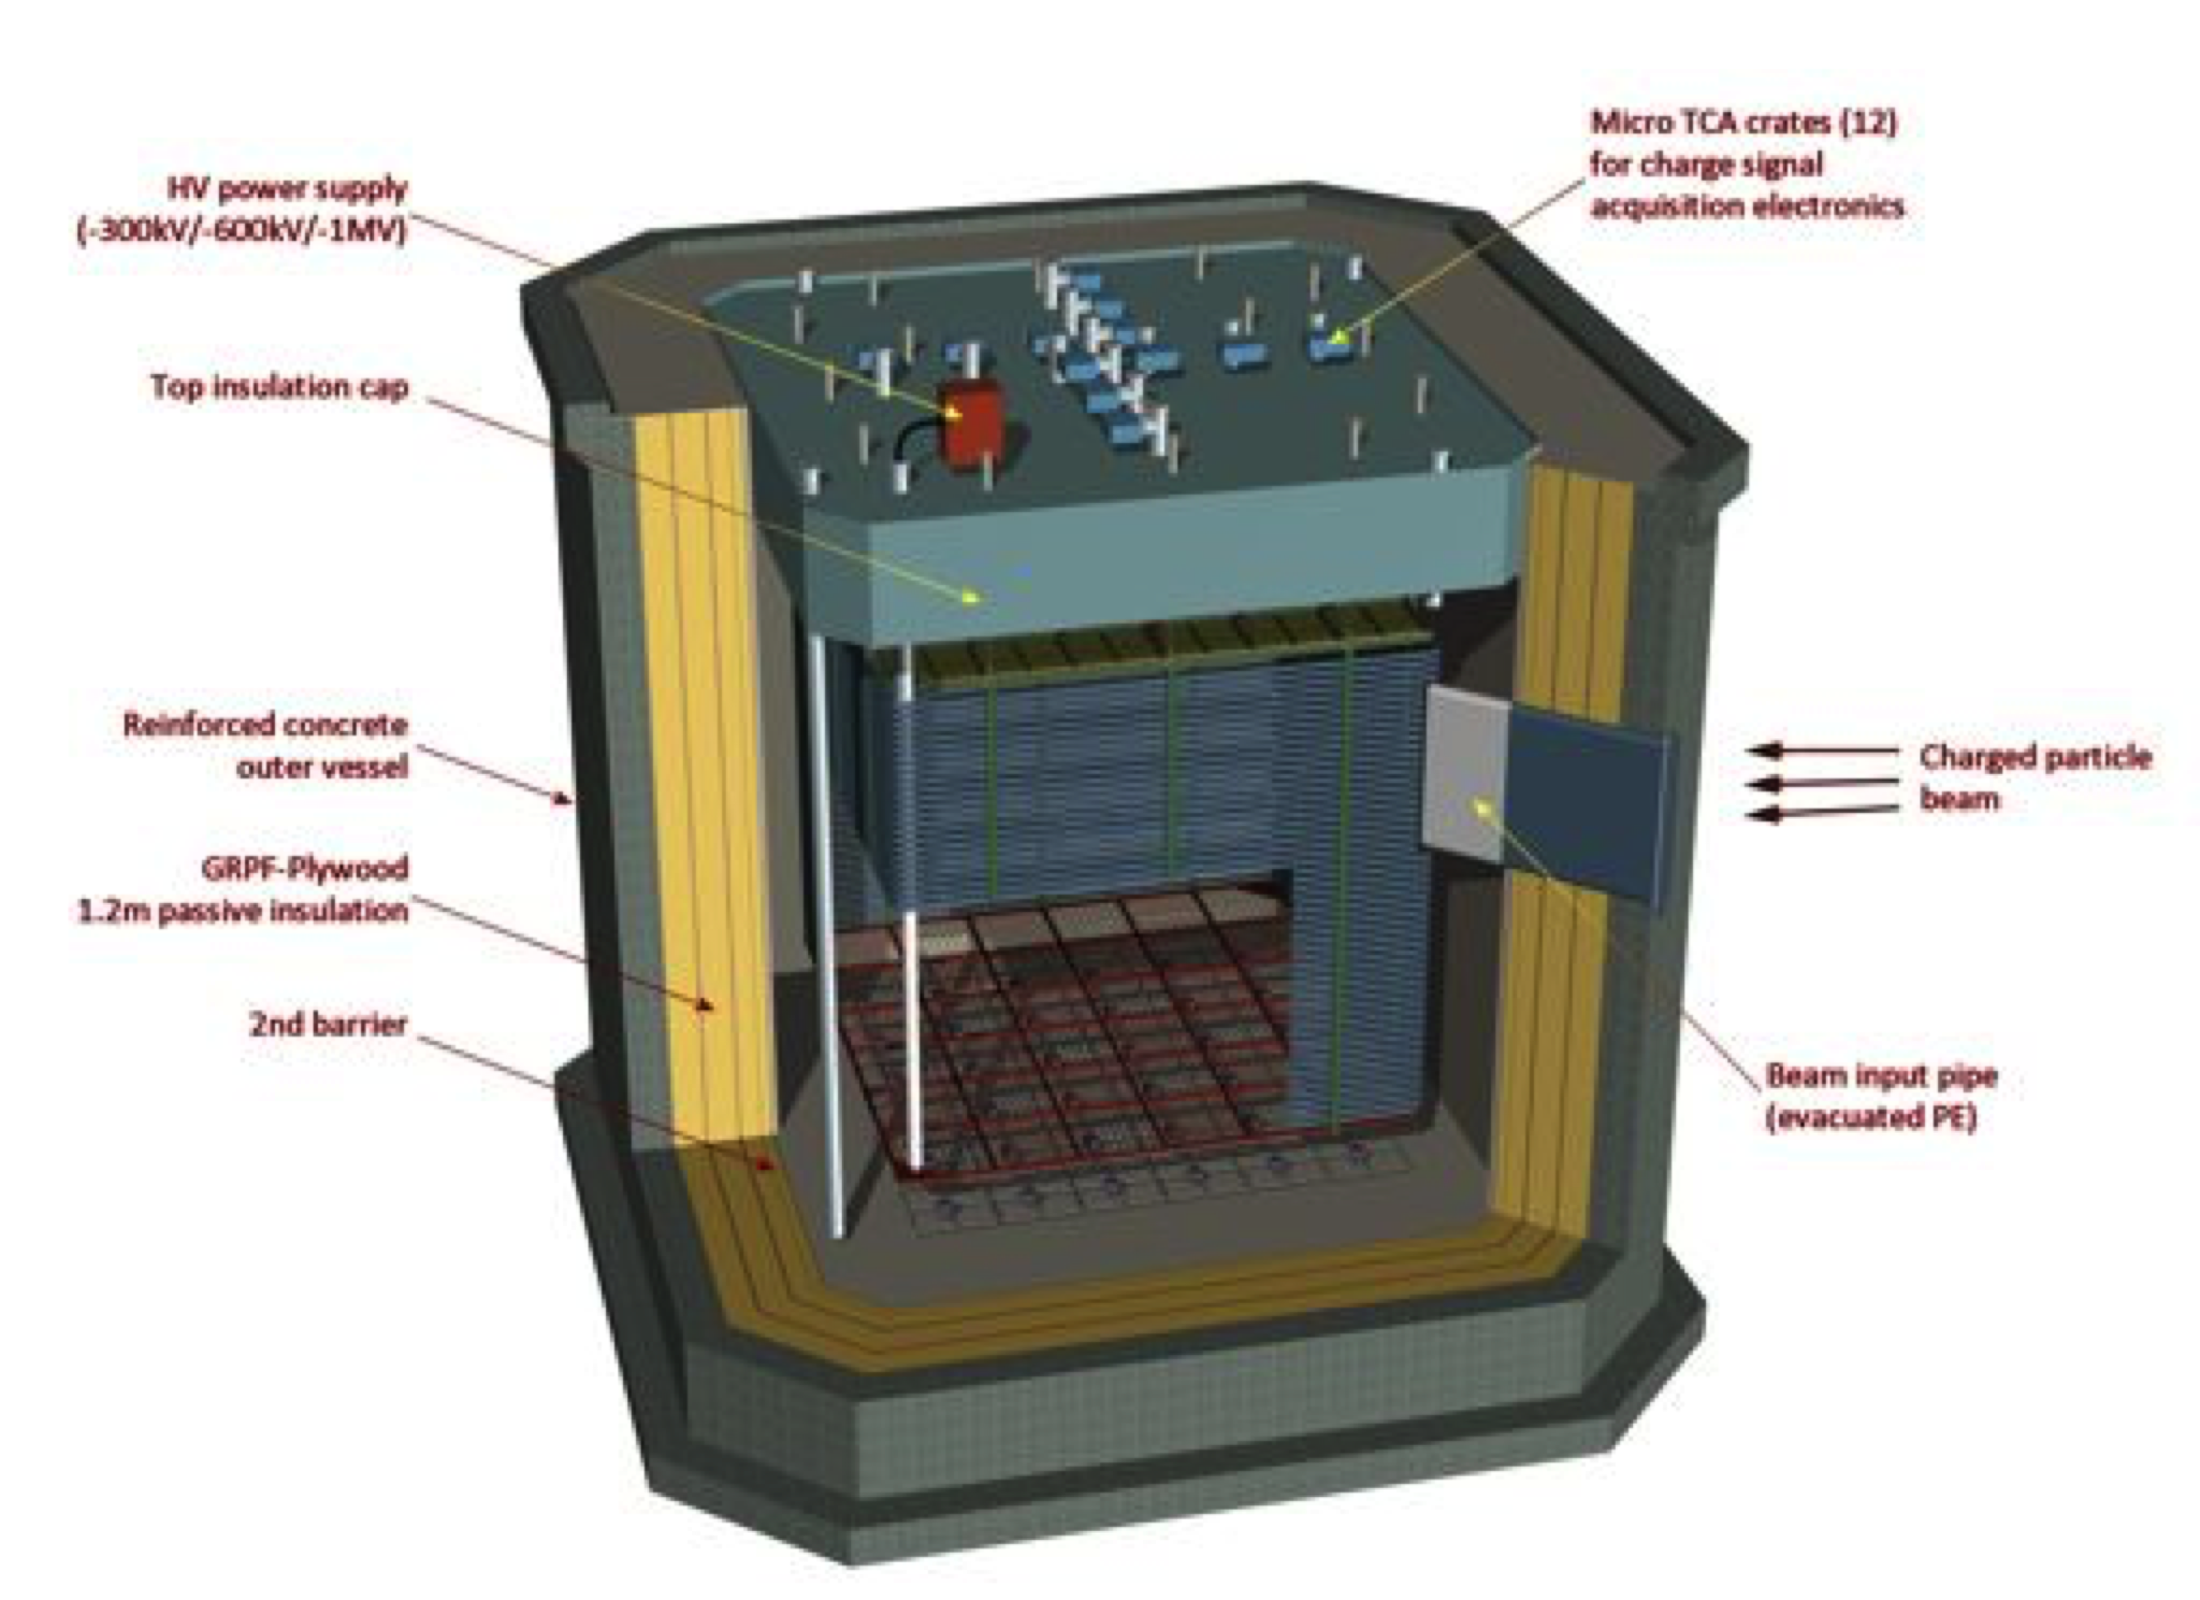 Micro TCA crates (12)
for charge signal
acquisition electronics
HV power supply
(-300kV/-600kV/-1MV)
Top insulation cap
Reinforced concrete
outer vessel
Charged particle
beam
GRPF-Plywood
1.2m passive insulation
2nd barrier
Beam input pipe
(evacuated PE)